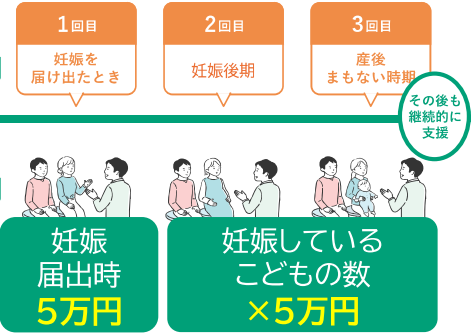 1回目
妊娠を
届け出たとき
2回目
妊娠後期
3回目
産後
まもない時期
その後も
継続的に
支援
妊娠
届出時
5万円
妊娠している
こどもの数
×5万円